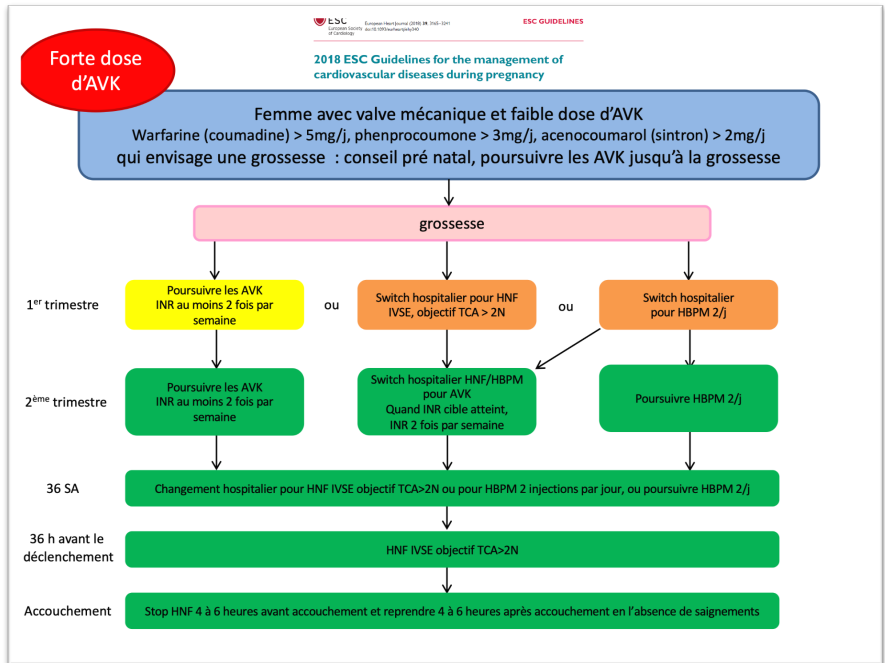 ESC
European Society
of Cardiology
European Heart Journal (2018) 39, 3165–3241
doi:10.1093/eurheartj/ehy340
ESC GUIDELINES
2018 ESC Guidelines for the management of
cardiovascular diseases during pregnancy
Forte dose
d’AVK
Femme avec valve mécanique et faible dose d’AVK
Warfarine (coumadine) > 5mg/j, phenprocoumone > 3mg/j, acenocoumarol (sintron) > 2mg/j
qui envisage une grossesse : conseil pré natal, poursuivre les AVK jusqu’à la grossesse
grossesse
1er trimestre
Poursuivre les AVK
INR au moins 2 fois par
semaine
ou
Switch hospitalier pour HNF
IVSE, objectif TCA > 2N
ou
Switch hospitalier
pour HBPM 2/j
2ème trimestre
Poursuivre les AVK
INR au moins 2 fois par
semaine
Switch hospitalier HNF/HBPM
pour AVK
Quand INR cible atteint,
INR 2 fois par semaine
Poursuivre HBPM 2/j
36 SA
Changement hospitalier pour HNF IVSE objectif TCA>2N ou pour HBPM 2 injections par jour, ou poursuivre HBPM 2/j
36 h avant le
déclenchement
HNF IVSE objectif TCA>2N
Accouchement
Stop HNF 4 à 6 heures avant accouchement et reprendre 4 à 6 heures après accouchement en l’absence de saignements